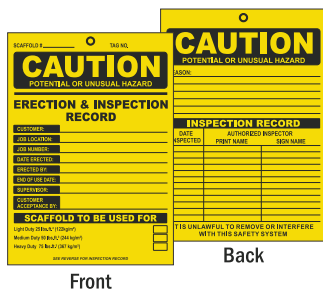 SCAFFOLD #
TAG NO.
CAUTION
POTENTIAL OR UNUSUAL HAZARD
ERECTION & INSPECTION
RECORD
CUSTOMER:
JOB LOCATION:
JOB NUMBER:
DATE ERECTED:
ERECTED BY:
END OF USE DATE:
SUPERVISOR:
CUSTOMER
ACCEPTANCE BY:
SCAFFOLD TO BE USED FOR
Light Duty 25 lbs./ft.² (122kg/m²)
Medium Duty 50 lbs./ft.² (244 kg/m²)
Heavy Duty 75 lbs./ft.² (367 kg/m²)
SEE REVERSE FOR INSPECTION RECORD
Front
CAUTION
POTENTIAL OR UNUSUAL HAZARD
EASON:
INSPECTION RECORD
DATE
NSPECTED
AUTHORIZED INSPECTOR
PRINT NAME
SIGN NAME
T IS UNLAWFUL TO REMOVE OR INTERFERE
WITH THIS SAFETY SYSTEM
Back